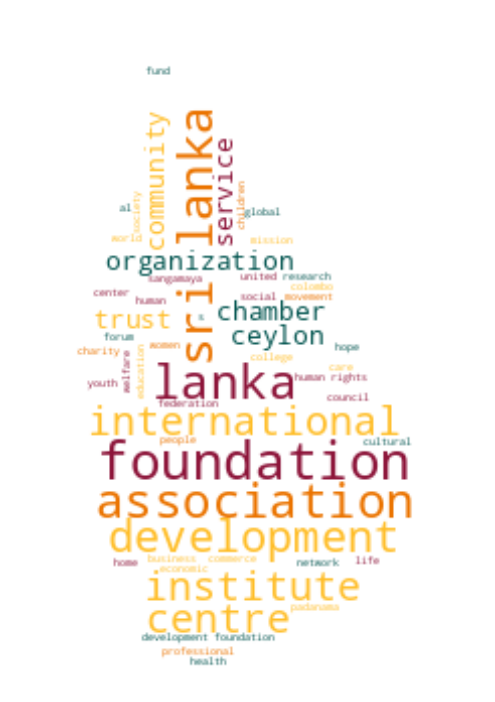 fund
community
sri lanka
service
children
society
al
global
world
mission
organization
sangamaya
united
research
colombo
center
human
social
movement
s
chamber
trust
ceylon
forum
hope
women
charity
education
college
welfare
care
lanka
human rights
youth
council
federation
international
people
cultural
foundation
association
development
home
business
commerce
network
life
economic
institute
centre
padanama
development foundation
professional
health